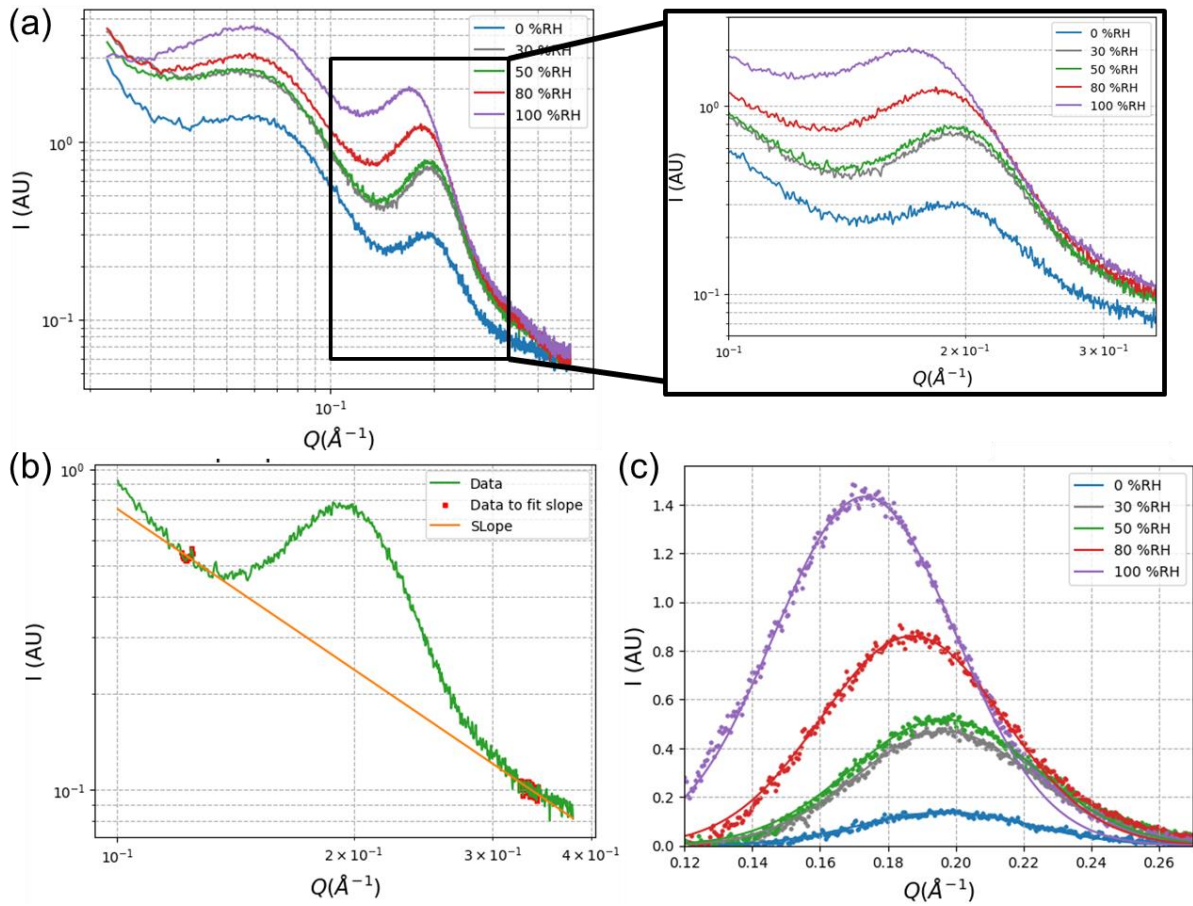 (a)
0 %RH
30 %RH
50 %RH
80 %RH
100 %RH
10⁰
10⁻¹
I (AU)
10⁻¹
Q(Å⁻¹)
0 %RH
30 %RH
50 %RH
80 %RH
100 %RH
10⁰
10⁻¹
I (AU)
10⁻¹
2 × 10⁻¹
3 × 10⁻¹
Q(Å⁻¹)
(b)
Data
Data to fit slope
SLope
10⁰
10⁻¹
I (AU)
10⁻¹
2 × 10⁻¹
3 × 10⁻¹
4 × 10⁻¹
Q(Å⁻¹)
(c)
0 %RH
30 %RH
50 %RH
80 %RH
100 %RH
1.4
1.2
1.0
0.8
0.6
0.4
0.2
0.0
I (AU)
0.12
0.14
0.16
0.18
0.20
0.22
0.24
0.26
Q(Å⁻¹)